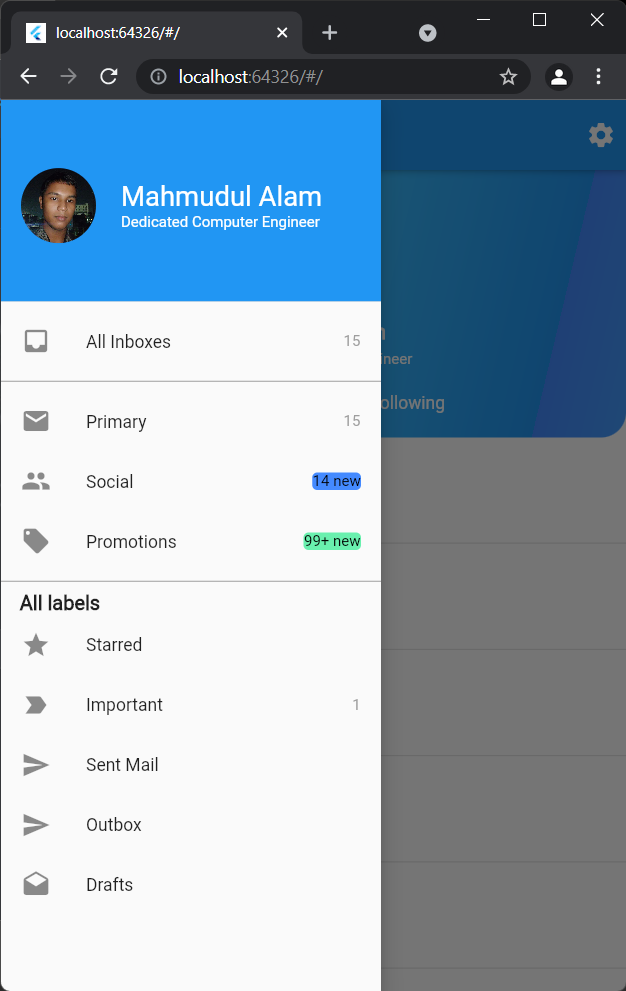 localhost:64326/#/
localhost:64326/#/
Mahmudul Alam
Dedicated Computer Engineer
All Inboxes 15
ineer
Primary 15
ollowing
Social 14 new
Promotions 99+ new
All labels
Starred
Important 1
Sent Mail
Outbox
Drafts